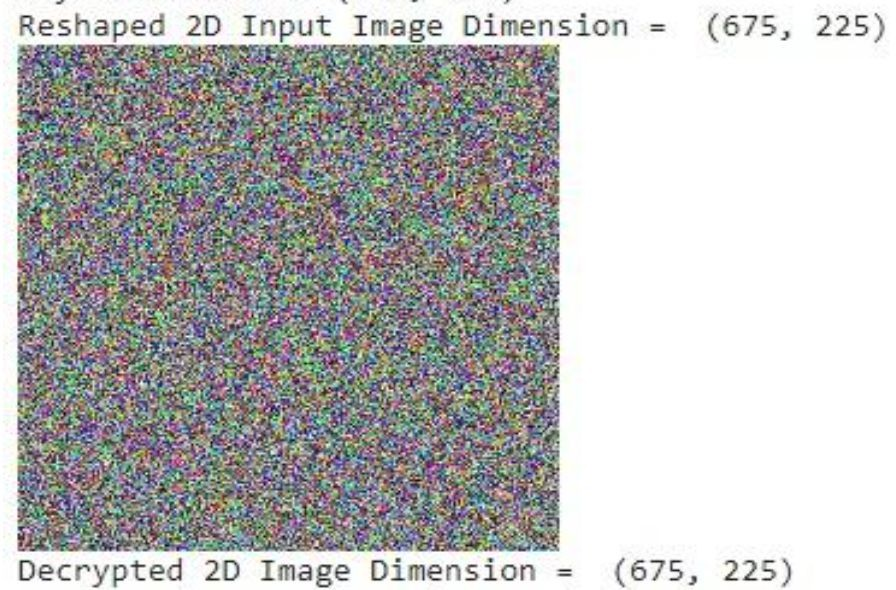 Reshaped 2D Input Image Dimension =  (675, 225)
Decrypted 2D Image Dimension =  (675, 225)